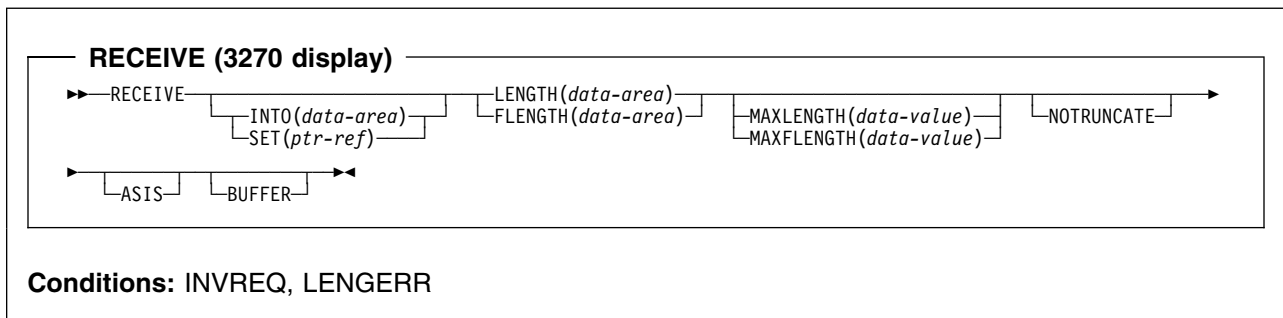 RECEIVE (3270 display)
RECEIVE LENGTH(data-area)
INTO(data-area) FLENGTH(data-area) MAXLENGTH(data-value) NOTRUNCATE
SET(ptr-ref) MAXFLENGTH(data-value)
ASIS BUFFER
Conditions: INVREQ, LENGERR